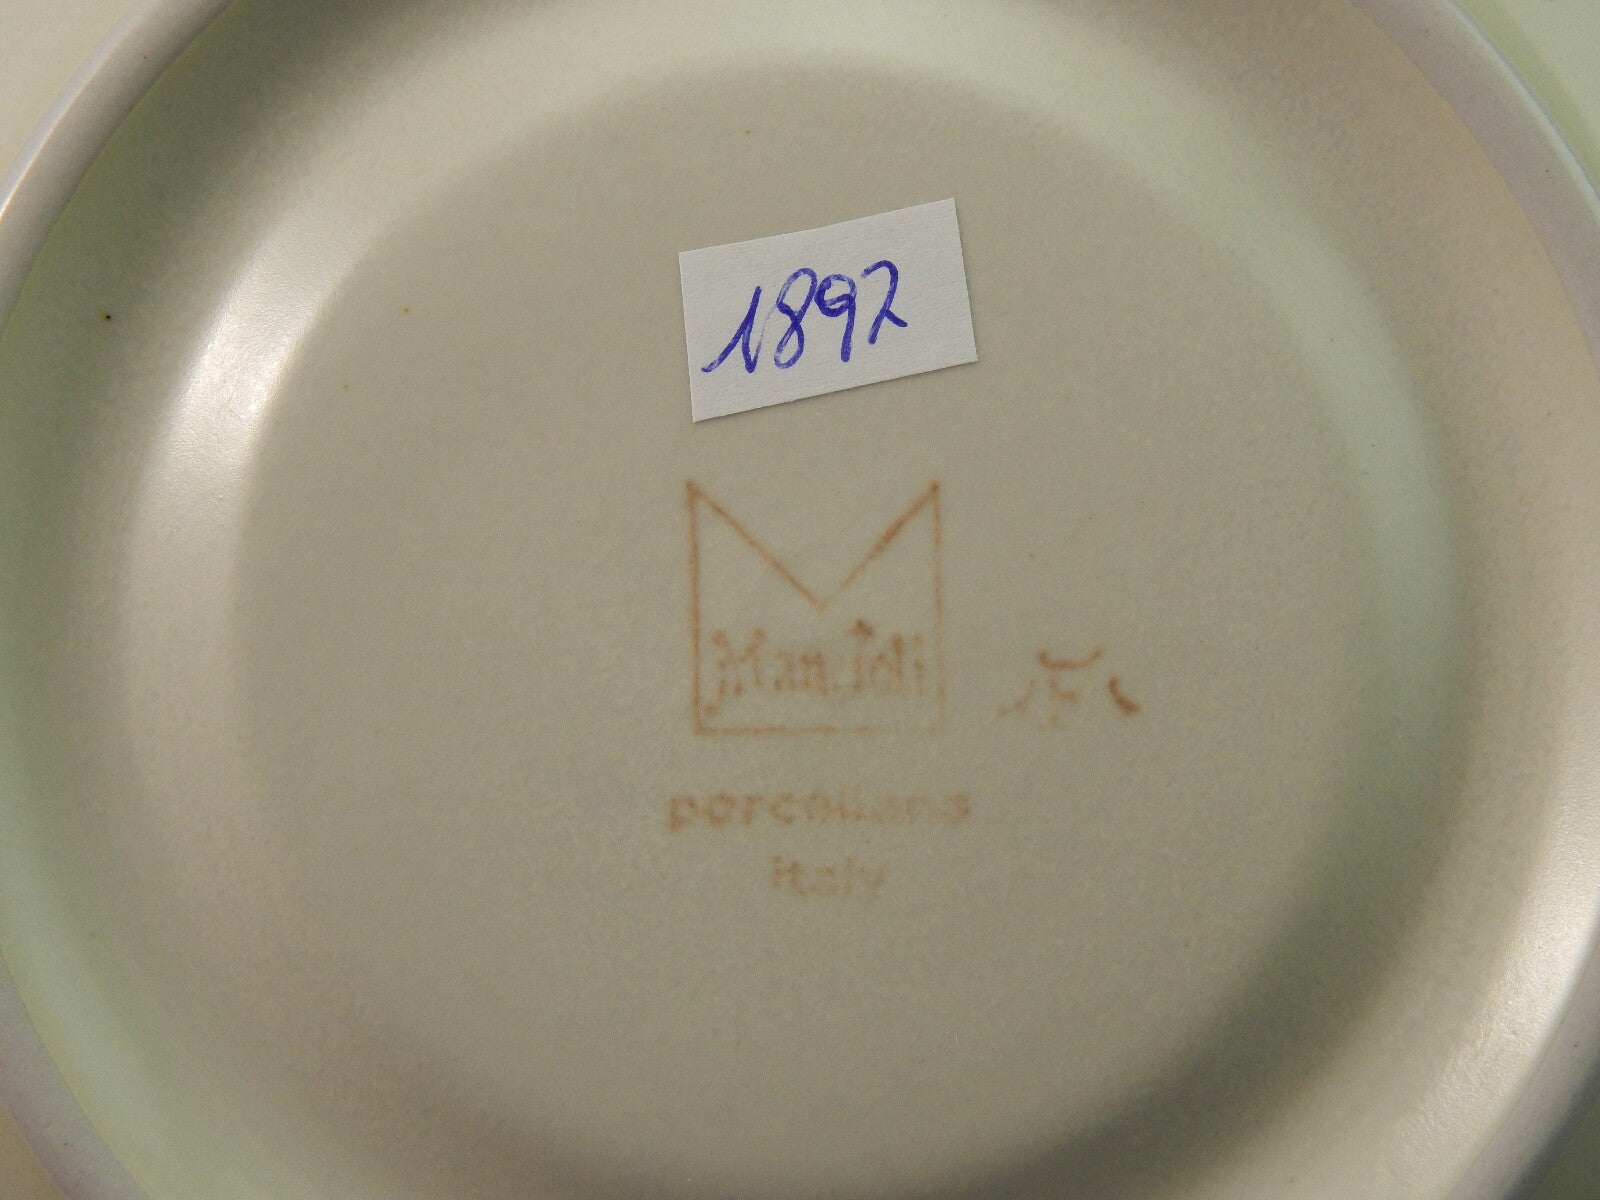 1892
Mancioli
porcellana
italy